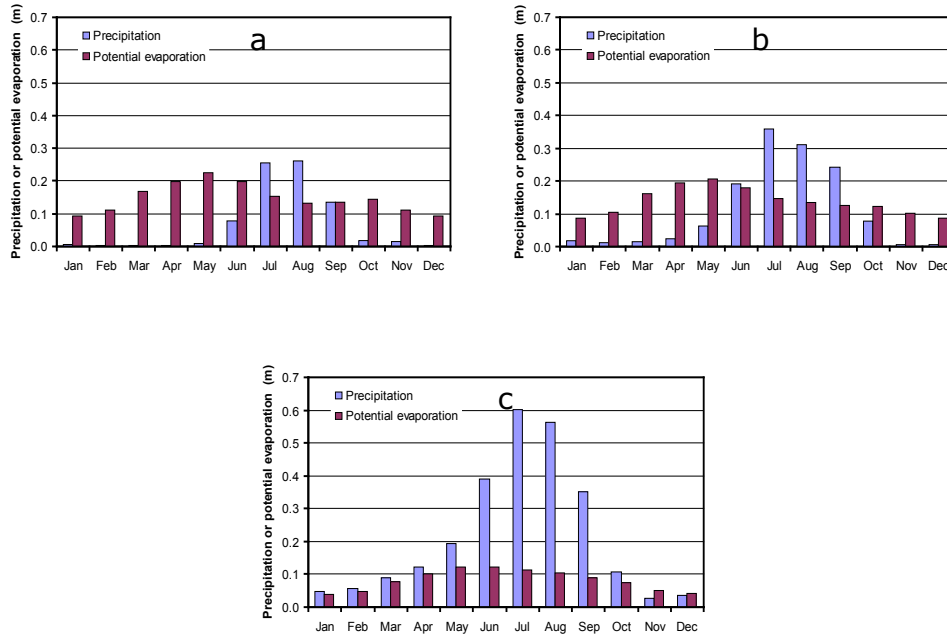 Precipitation or potential evaporation (m)
0.7
0.6
0.5
0.4
0.3
0.2
0.1
0.0
Precipitation
Potential evaporation
a
Jan Feb Mar Apr May Jun Jul Aug Sep Oct Nov Dec
Precipitation or potential evaporation (m)
0.7
0.6
0.5
0.4
0.3
0.2
0.1
0.0
Precipitation
Potential evaporation
b
Jan Feb Mar Apr May Jun Jul Aug Sep Oct Nov Dec
Precipitation or potential evaporation (m)
0.7
0.6
0.5
0.4
0.3
0.2
0.1
0.0
Precipitation
Potential evaporation
c
Jan Feb Mar Apr May Jun Jul Aug Sep Oct Nov Dec